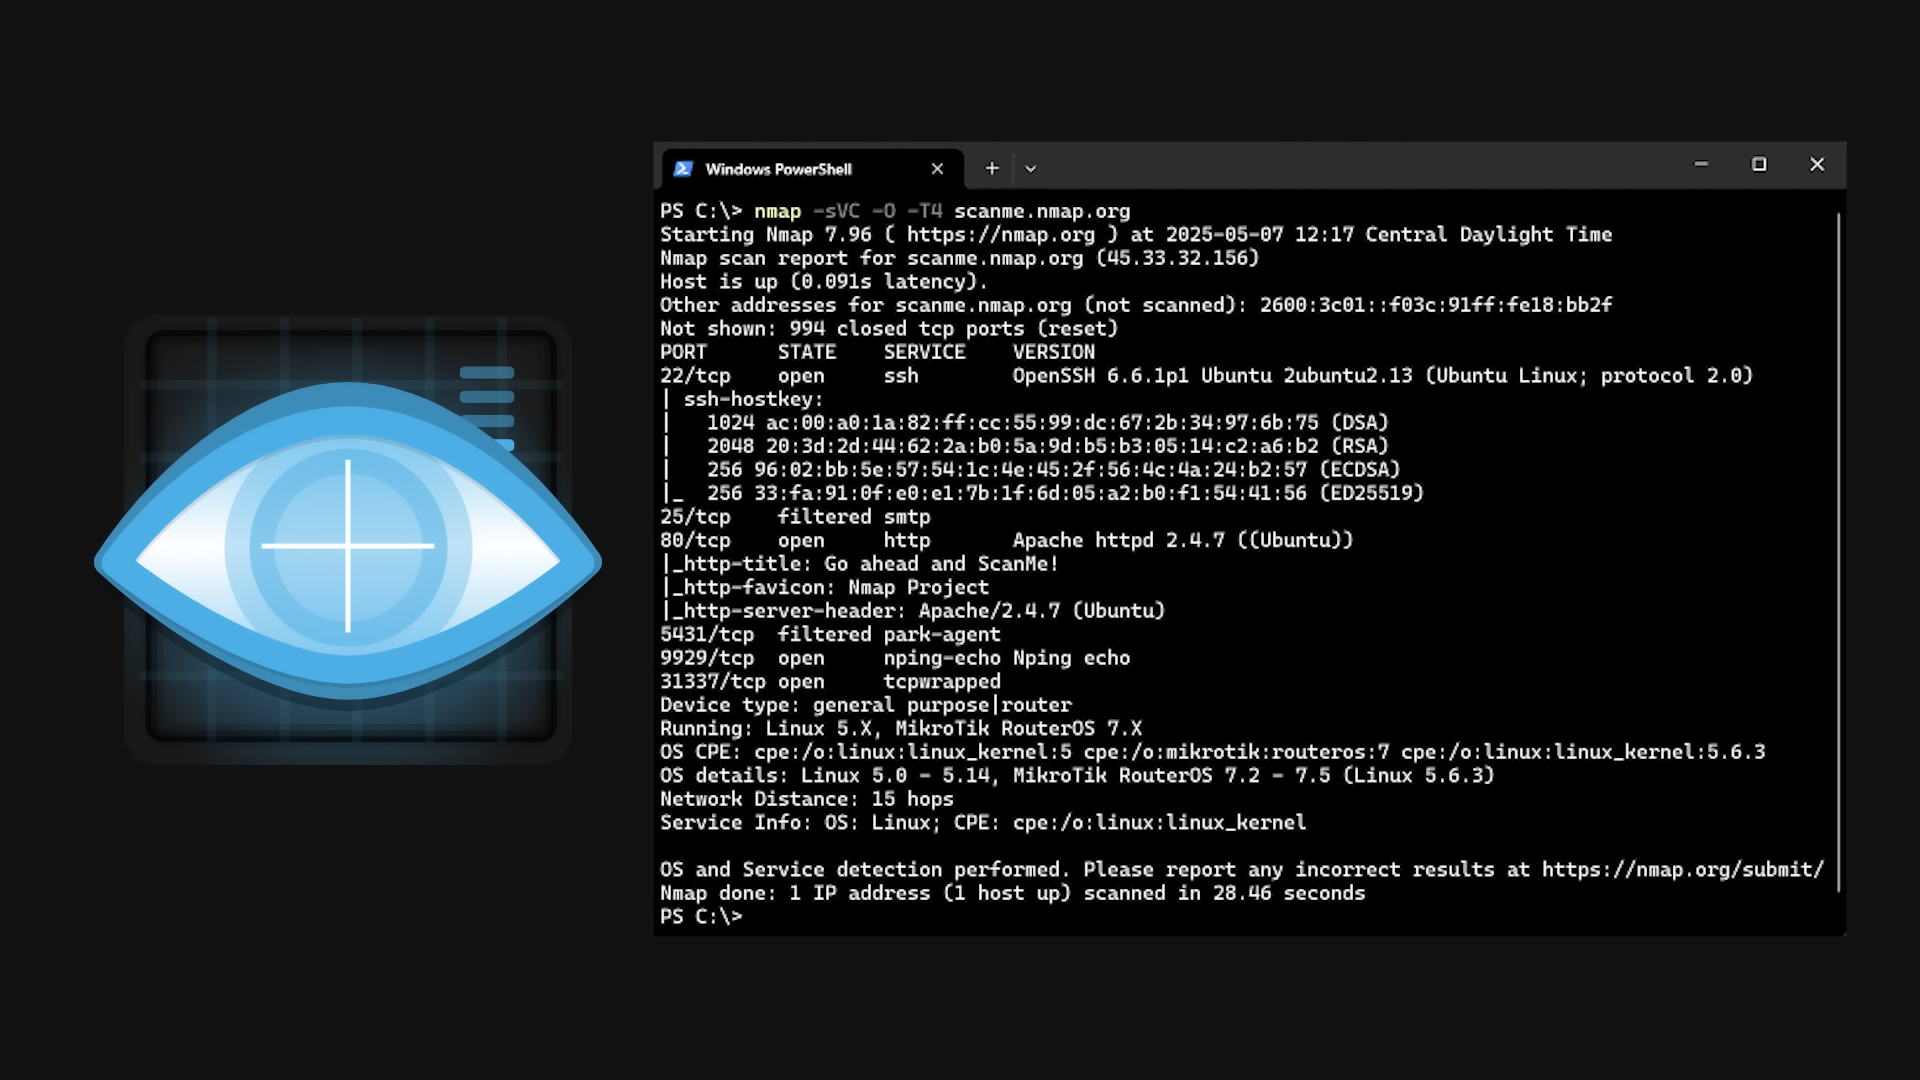 Windows PowerShell
PS C:\> nmap -sVC -O -T4 scanme.nmap.org
Starting Nmap 7.96 ( https://nmap.org ) at 2025-05-07 12:17 Central Daylight Time
Nmap scan report for scanme.nmap.org (45.33.32.156)
Host is up (0.091s latency).
Other addresses for scanme.nmap.org (not scanned): 2600:3c01::f03c:91ff:fe18:bb2f
Not shown: 994 closed tcp ports (reset)
PORT      STATE    SERVICE    VERSION
22/tcp    open     ssh        OpenSSH 6.6.1p1 Ubuntu 2ubuntu2.13 (Ubuntu Linux; protocol 2.0)
| ssh-hostkey:
|   1024 ac:00:a0:1a:82:ff:cc:55:99:dc:67:2b:34:97:6b:75 (DSA)
|   2048 20:3d:2d:44:62:2a:b0:5a:9d:b5:b3:05:14:c2:a6:b2 (RSA)
|   256 96:02:bb:5e:57:54:1c:4e:45:2f:56:4c:4a:24:b2:57 (ECDSA)
|_  256 33:fa:91:0f:e0:e1:7b:1f:6d:05:a2:b0:f1:54:41:56 (ED25519)
25/tcp    filtered smtp
80/tcp    open     http       Apache httpd 2.4.7 ((Ubuntu))
|_http-title: Go ahead and ScanMe!
|_http-favicon: Nmap Project
|_http-server-header: Apache/2.4.7 (Ubuntu)
5431/tcp  filtered park-agent
9929/tcp  open     nping-echo Nping echo
31337/tcp open     tcpwrapped
Device type: general purpose|router
Running: Linux 5.X, MikroTik RouterOS 7.X
OS CPE: cpe:/o:linux:linux_kernel:5 cpe:/o:mikrotik:routeros:7 cpe:/o:linux:linux_kernel:5.6.3
OS details: Linux 5.0 - 5.14, MikroTik RouterOS 7.2 - 7.5 (Linux 5.6.3)
Network Distance: 15 hops
Service Info: OS: Linux; CPE: cpe:/o:linux:linux_kernel
OS and Service detection performed. Please report any incorrect results at https://nmap.org/submit/
Nmap done: 1 IP address (1 host up) scanned in 28.46 seconds
PS C:\>